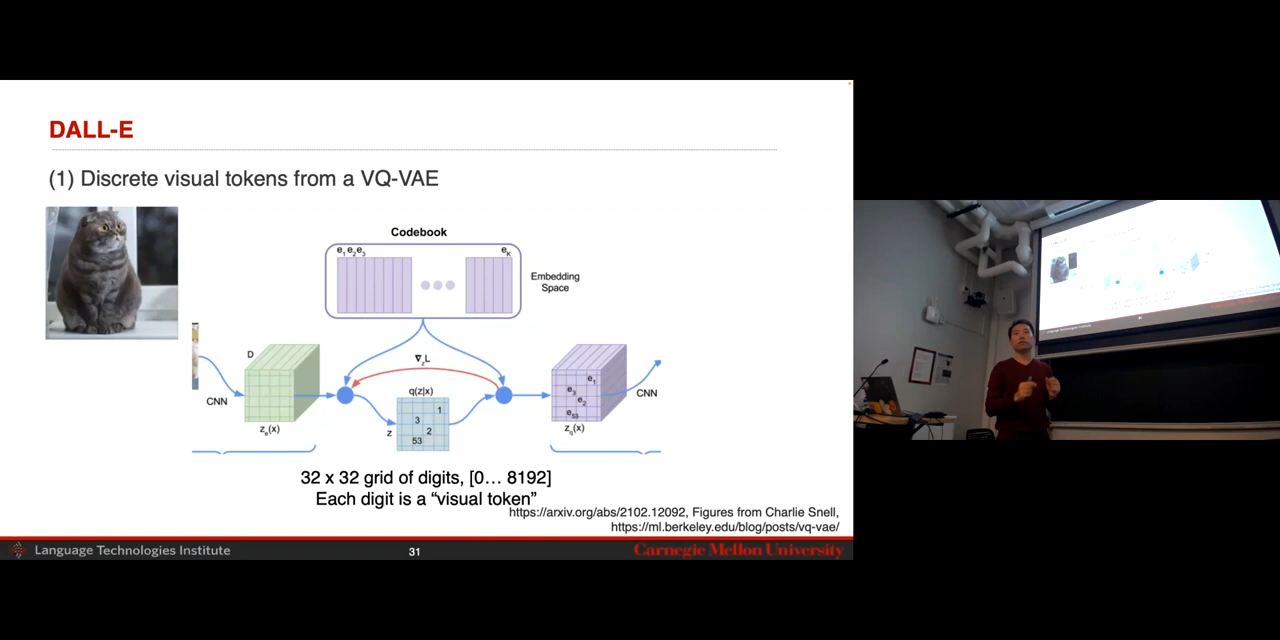 DALL-E
(1) Discrete visual tokens from a VQ-VAE
Codebook
e1 e2 e3
eK
Embedding
Space
D
∇zL
CNN
q(z|x)
1
3
2
53
z
ze(x)
e1
e3
e2
e53
zq(x)
CNN
32 x 32 grid of digits, [0... 8192]
Each digit is a “visual token”
https://arxiv.org/abs/2102.12092, Figures from Charlie Snell,
https://ml.berkeley.edu/blog/posts/vq-vae/
Language Technologies Institute
31
Carnegie Mellon University